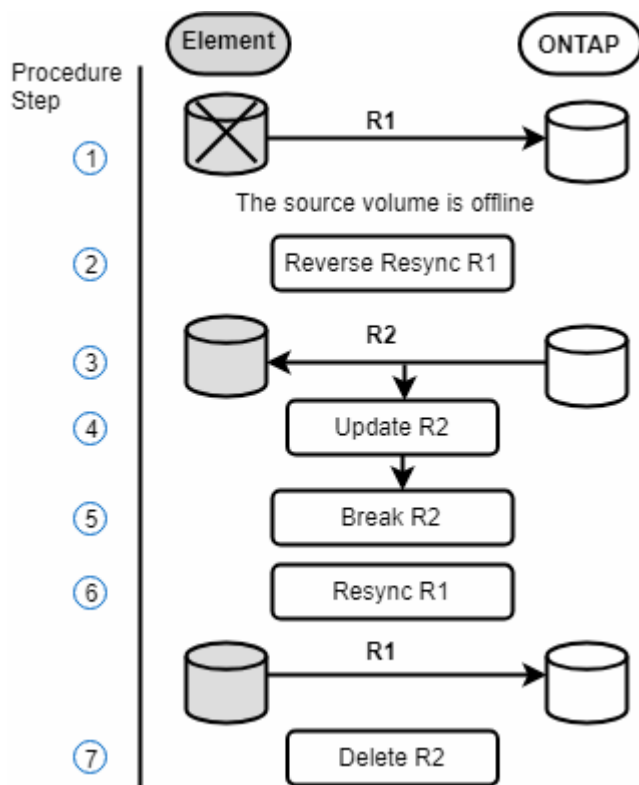 Element
ONTAP
Procedure
Step
R1
1
The source volume is offline
2
Reverse Resync R1
R2
3
4
Update R2
5
Break R2
6
Resync R1
R1
7
Delete R2